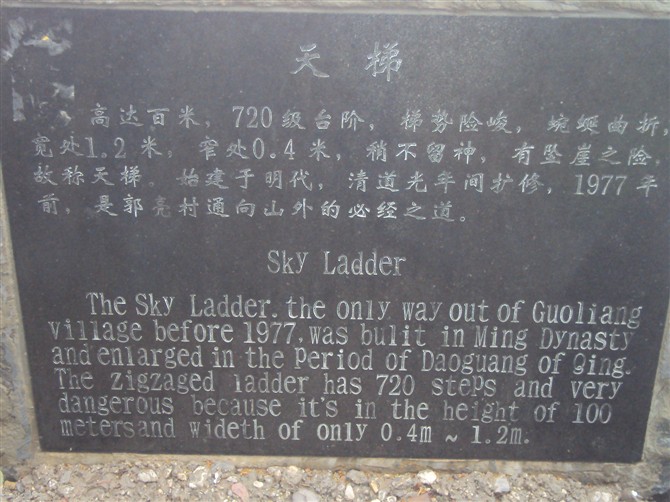 天梯
高达百米，720级台阶，梯势险峻，蜿蜒曲折，
宽处1.2米，窄处0.4米，稍不留神，有坠崖之险，
故称天梯。始建于明代，清道光年间扩修，1977年
前，是郭亮村通向山外的必经之道。
Sky Ladder
The Sky Ladder. the only way out of Guoliang
village before 1977, was bulit in Ming Dynasty
and enlarged in the Period of Daoguang of Qing.
The zigzaged ladder has 720 steps and very
dangerous because it's in the height of 100
meters and wideth of only 0.4m ~ 1.2m.